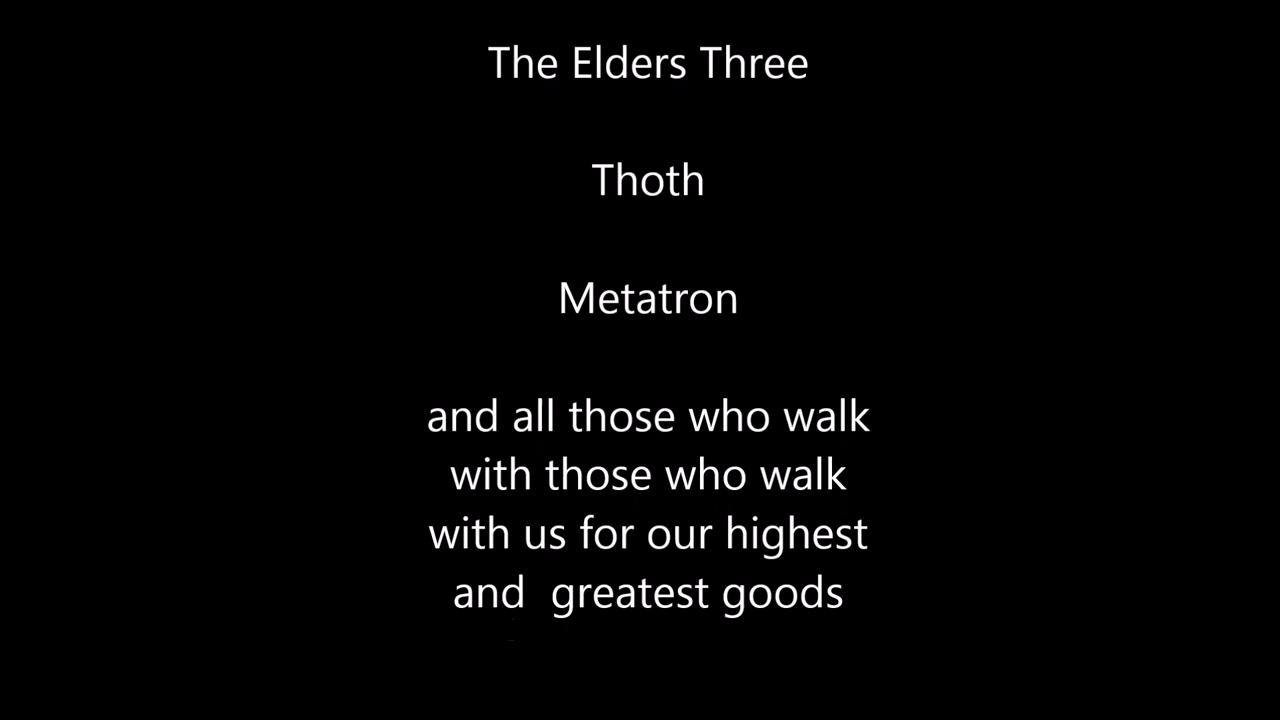 The Elders Three
Thoth
Metatron
and all those who walk
with those who walk
with us for our highest
and  greatest goods